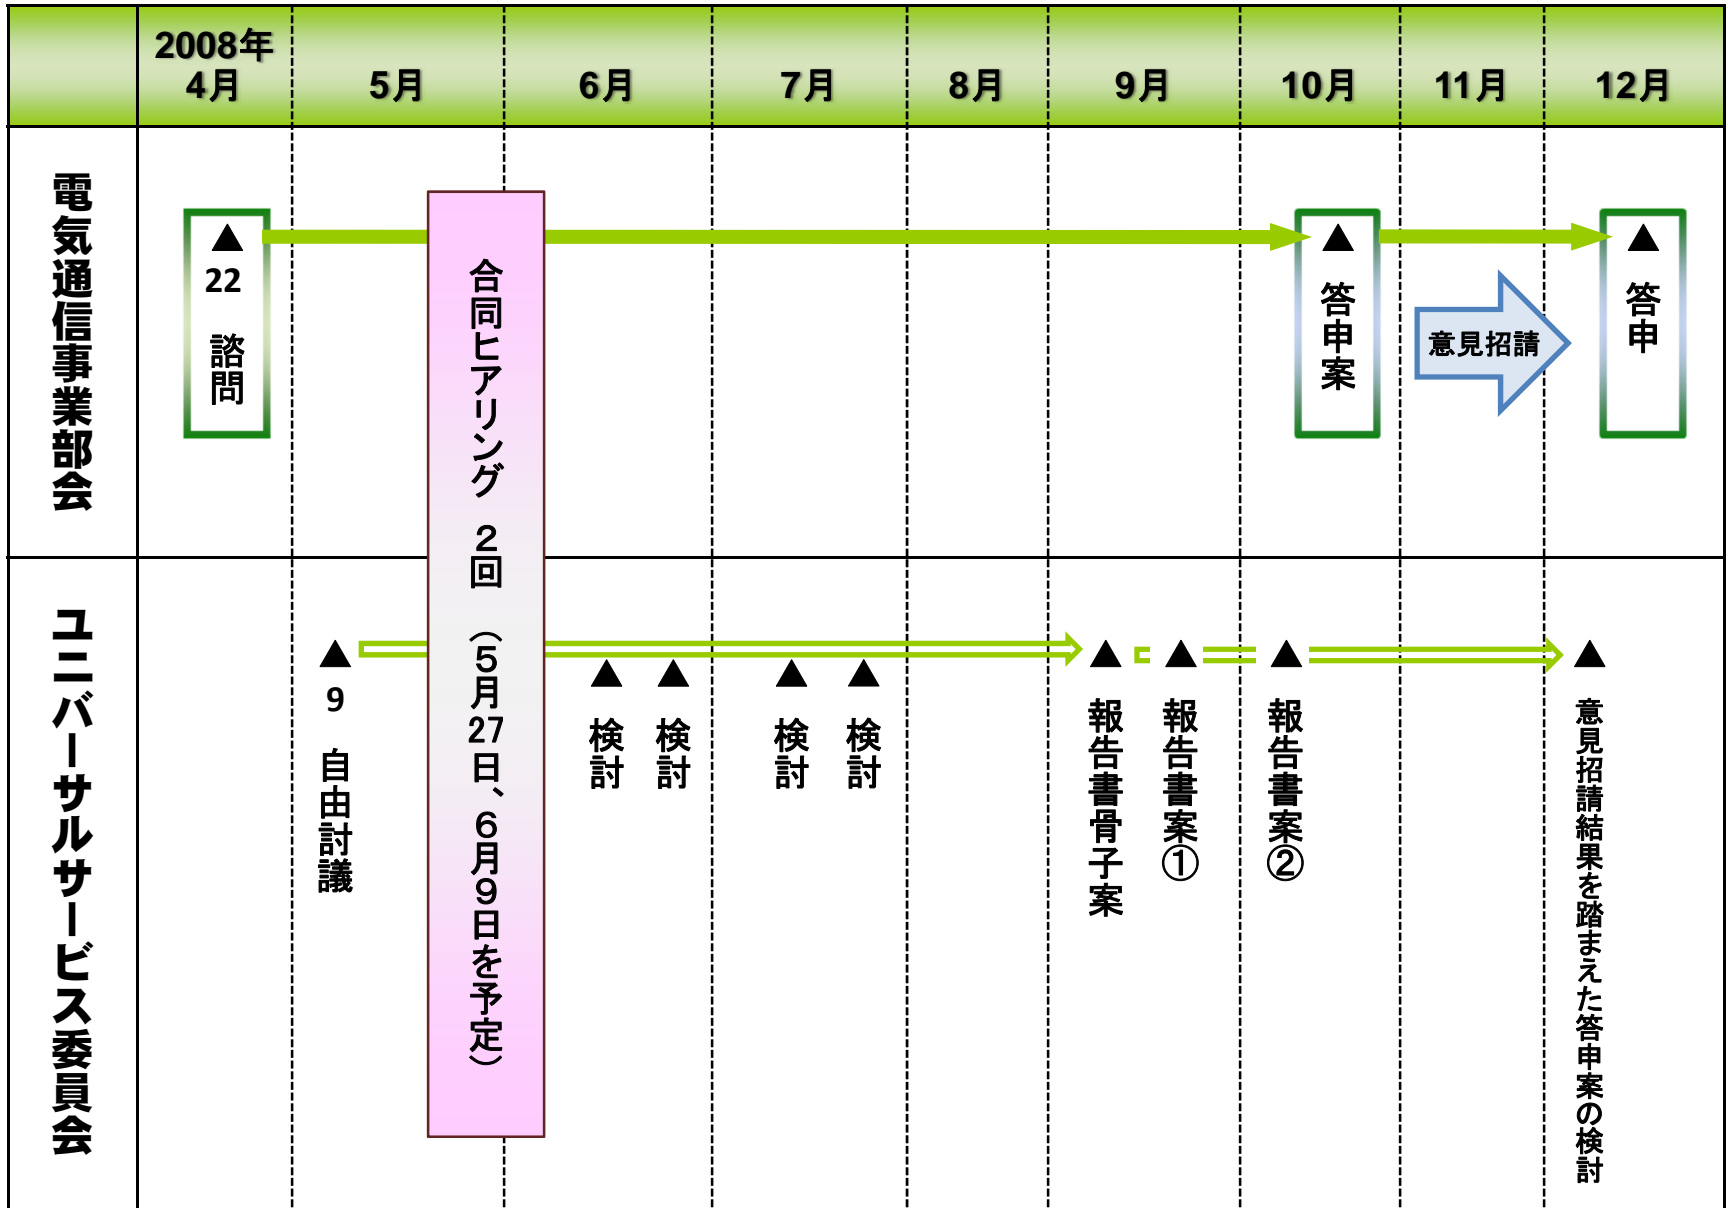 2008年
4月
5月
6月
7月
8月
9月
10月
11月
12月
電気通信事業部会
▲
22
諮問
合同ヒアリング 2回 (5月27日、6月9日を予定)
▲
答申案
意見招請
▲
答申
ユニバーサルサービス委員会
▲
9
自由討議
▲
検討
▲
検討
▲
検討
▲
検討
▲
報告書骨子案
▲
報告書案①
▲
報告書案②
▲
意見招請結果を踏まえた答申案の検討